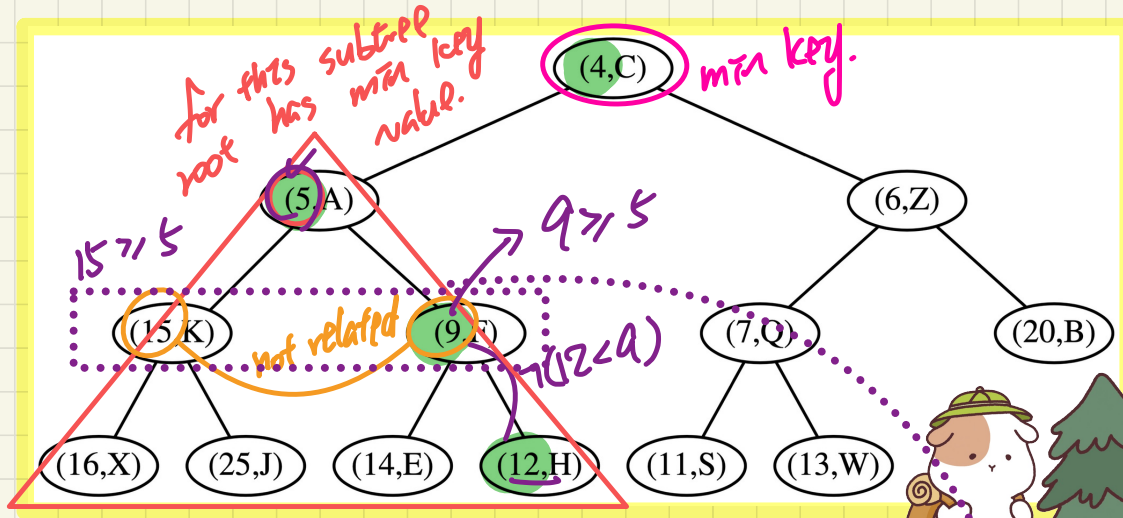 for this subtree
root has min key
value.
(4,C)
min key.
(5,A)
(6,Z)
15 ≥ 5
9 ≥ 5
(15,K)
not related
(9,F)
¬(12<9)
(7,Q)
(20,B)
(16,X)
(25,J)
(14,E)
(12,H)
(11,S)
(13,W)